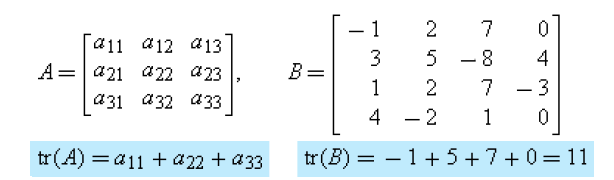 A = [a11 a12 a13
a21 a22 a23
a31 a32 a33],
B = [− 1 2 7 0
3 5 − 8 4
1 2 7 − 3
4 − 2 1 0]
tr(A) = a11 + a22 + a33
tr(B) = − 1 + 5 + 7 + 0 = 11